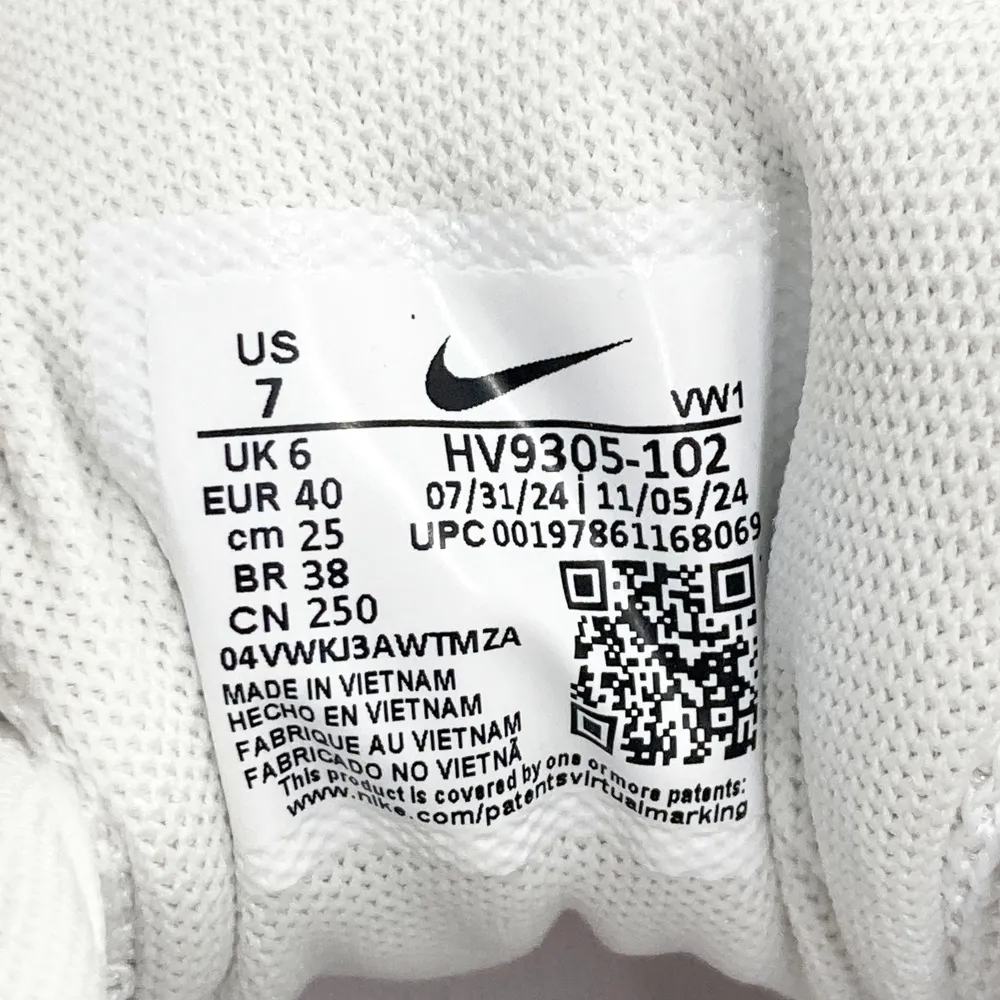 US
7
VW1
UK 6
EUR 40
cm 25
BR 38
CN 250
HV9305-102
07/31/24 | 11/05/24
UPC 00197861168069
04VWKJ3AWTMZA
MADE IN VIETNAM
HECHO EN VIETNAM
FABRIQUE AU VIETNAM
FABRICADO NO VIETNÃ
This product is covered by one or more patents:
www.nike.com/patentsvirtualmarking